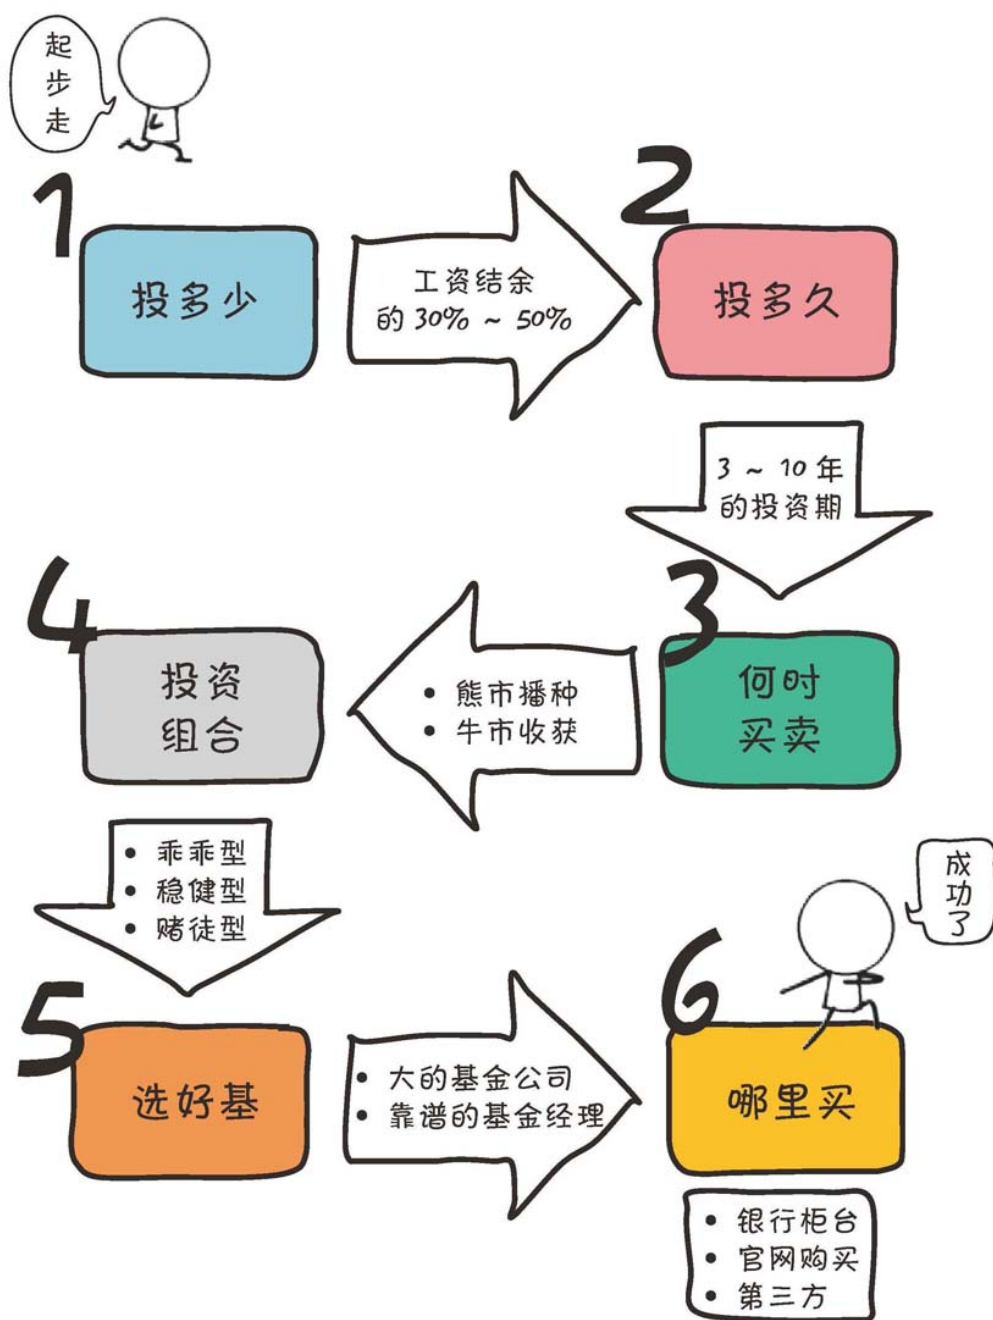 起
步
走
1
投多少
工资结余
的 30% ~ 50%
2
投多久
3 ~ 10 年
的投资期
3
何时
买卖
• 熊市播种
• 牛市收获
4
投资
组合
• 乖乖型
• 稳健型
• 赌徒型
5
选好基
• 大的基金公司
• 靠谱的基金经理
成
功
了
6
哪里买
• 银行柜台
• 官网购买
• 第三方